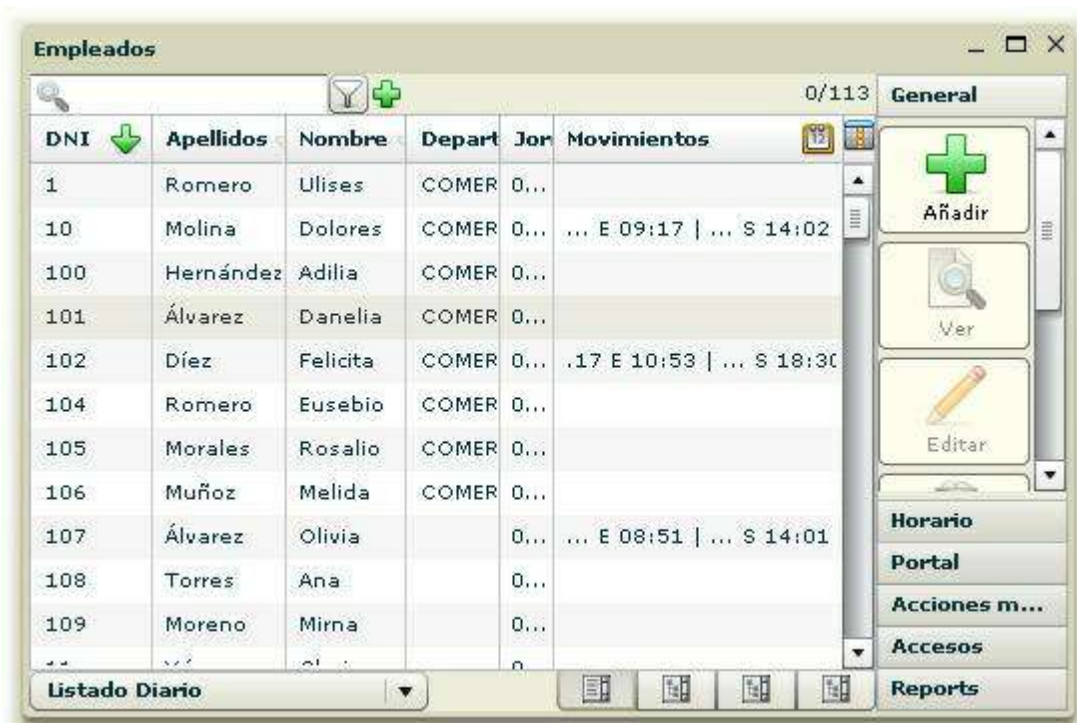 Empleados
0/113
General
DNI Apellidos Nombre Depart Jor Movimientos
1 Romero Ulises COMER 0...
10 Molina Dolores COMER 0... ... E 09:17 | ... S 14:02
100 Hernández Adilia COMER 0...
101 Álvarez Danelia COMER 0...
102 Díez Felicita COMER 0... .17 E 10:53 | ... S 18:30
104 Romero Eusebio COMER 0...
105 Morales Rosalio COMER 0...
106 Muñoz Melida COMER 0...
107 Álvarez Olivia 0... ... E 08:51 | ... S 14:01
108 Torres Ana 0...
109 Moreno Mirna 0...
Listado Diario
Añadir
Ver
Editar
Horario
Portal
Acciones m...
Accesos
Reports